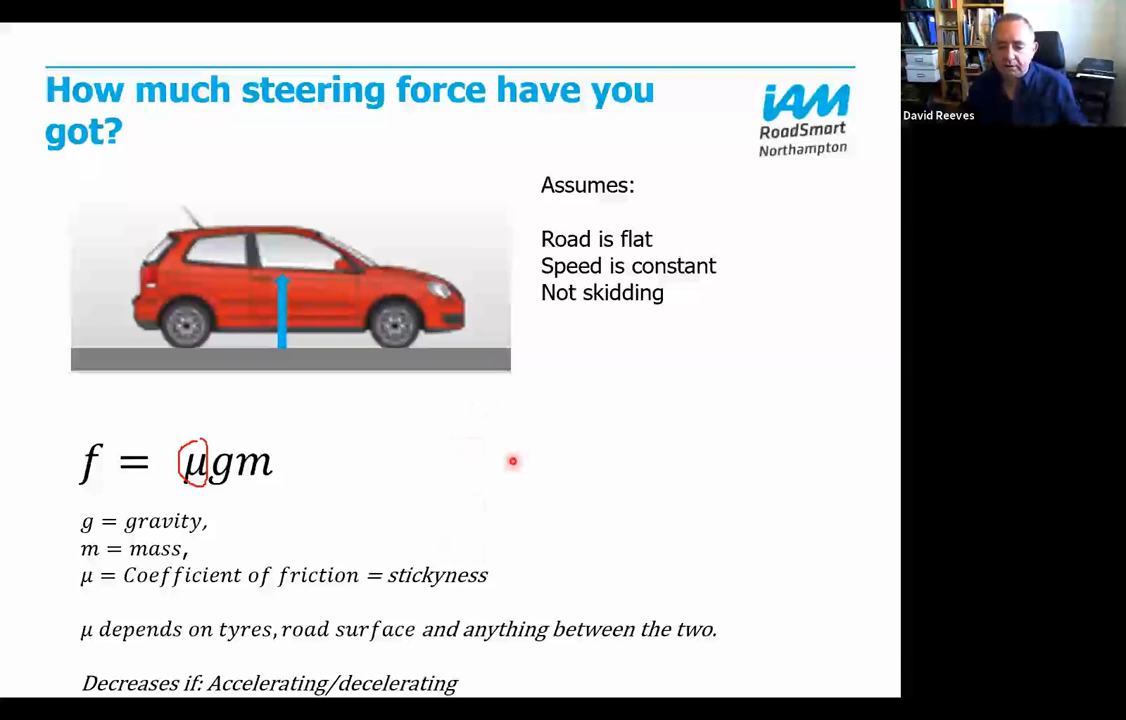 How much steering force have you
got?
iAM
RoadSmart
Northampton
David Reeves
Assumes:
Road is flat
Speed is constant
Not skidding
f = μgm
g = gravity,
m = mass,
μ = Coefficient of friction = stickyness
μ depends on tyres, road surface and anything between the two.
Decreases if: Accelerating/decelerating